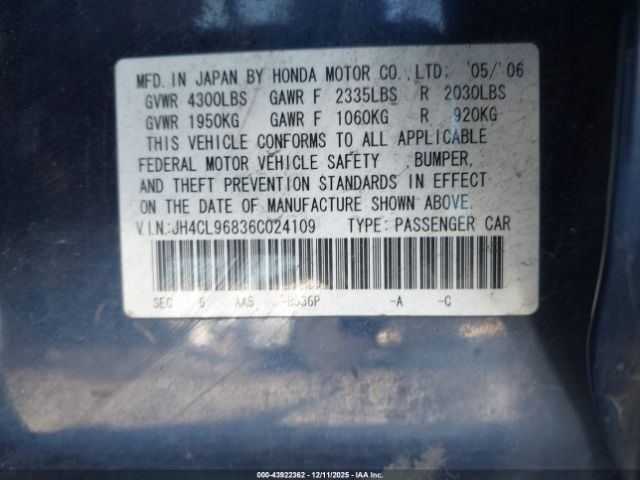 MFD. IN JAPAN BY HONDA MOTOR CO., LTD: '05/'06
GVWR 4300LBS GAWR F 2335LBS R 2030LBS
GVWR 1950KG GAWR F 1060KG R 920KG
THIS VEHICLE CONFORMS TO ALL APPLICABLE
FEDERAL MOTOR VEHICLE SAFETY ,BUMPER,
AND THEFT PREVENTION STANDARDS IN EFFECT
ON THE DATE OF MANUFACTURE SHOWN ABOVE.
V.I.N:JH4CL96836C024109 TYPE: PASSENGER CAR
SEC 6 AA5 -B536P -A -C
000-43922362 - 12/11/2025 - IAA Inc.